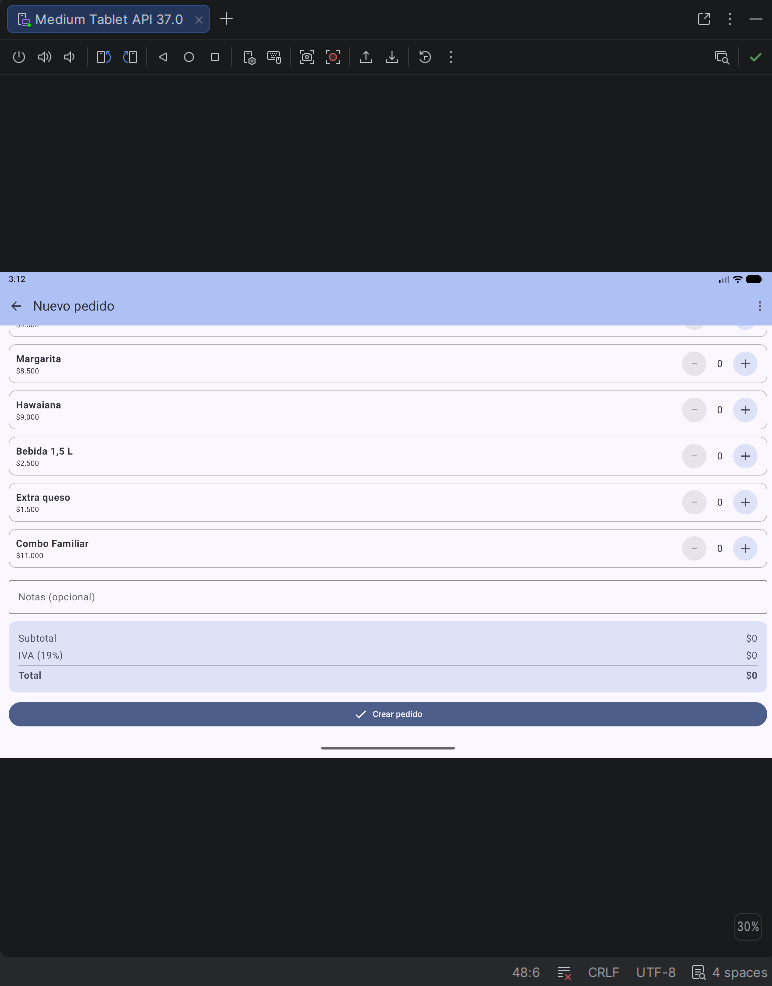 Medium Tablet API 37.0
3:12
Nuevo pedido
Margarita
$8.500
0
Hawaiana
$9.000
0
Bebida 1,5 L
$2.500
0
Extra queso
$1.500
0
Combo Familiar
$11.000
0
Notas (opcional)
Subtotal $0
IVA (19%) $0
Total $0
Crear pedido
30%
48:6 CRLF UTF-8 4 spaces